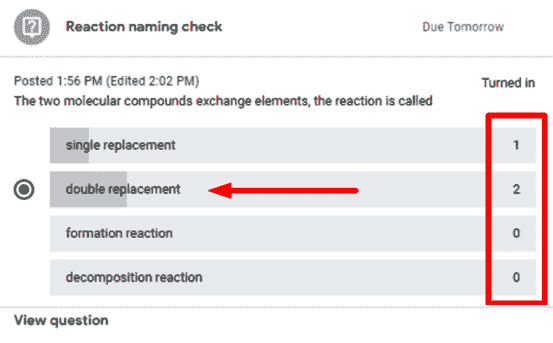 Reaction naming check
Due Tomorrow
Posted 1:56 PM (Edited 2:02 PM)
Turned in
The two molecular compounds exchange elements, the reaction is called
single replacement 1
double replacement 2
formation reaction 0
decomposition reaction 0
View question